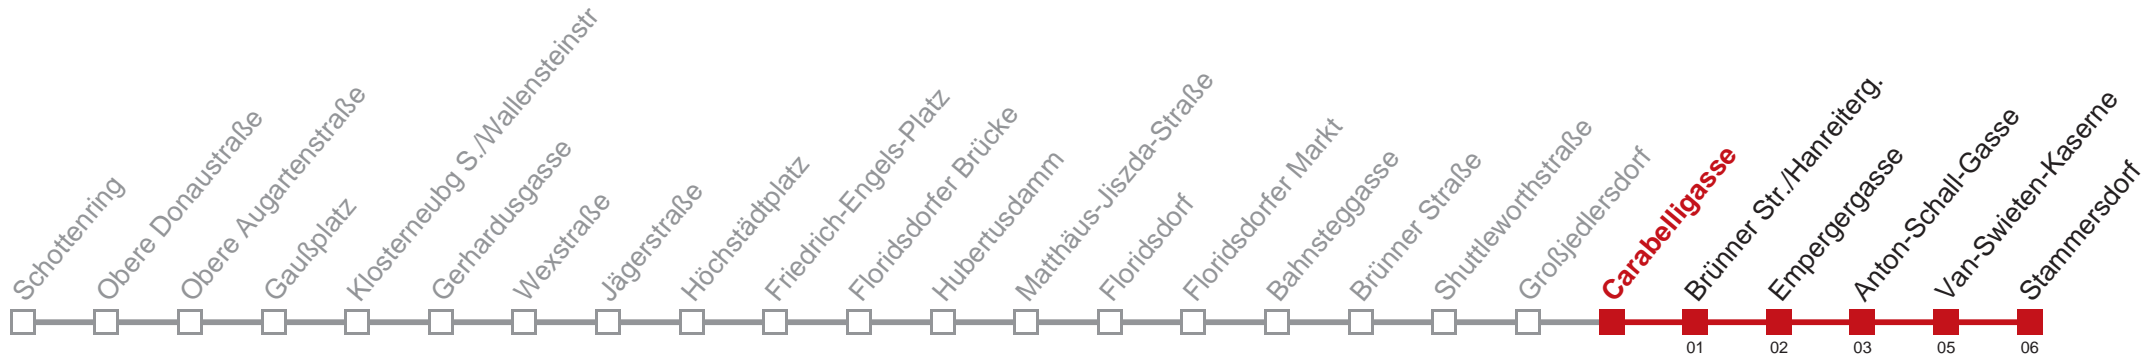 Schottenring
Obere Donaustraße
Obere Augartenstraße
Gaußplatz
Klosterneubg S./Wallensteinstr
Gerhardusgasse
Wexstraße
Jägerstraße
Höchstädtplatz
Friedrich-Engels-Platz
Floridsdorfer Brücke
Hubertusdamm
Matthäus-Jiszda-Straße
Floridsdorf
Floridsdorfer Markt
Bahnsteggasse
Brünner Straße
Shuttleworthstraße
Großjedlersdorf
Carabelligasse
Brünner Str./Hanreiterg.
Empergergasse
Anton-Schall-Gasse
Van-Swieten-Kaserne
Stammersdorf
01 02 03 05 06